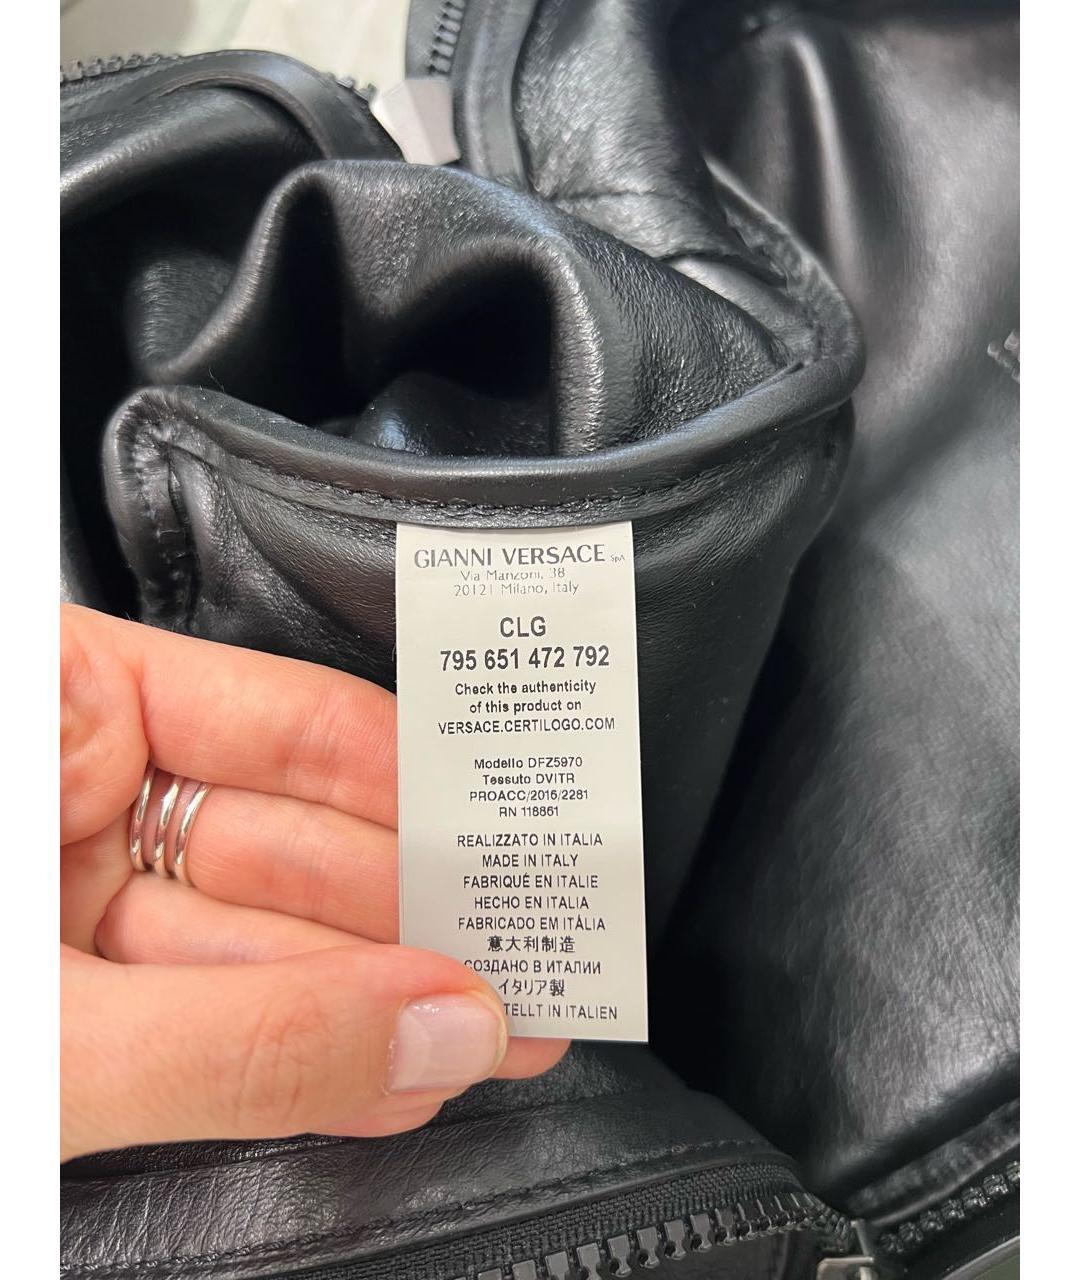 GIANNI VERSACE SpA
Via Manzoni, 38
20121 Milano, Italy
CLG
795 651 472 792
Check the authenticity
of this product on
VERSACE.CERTILOGO.COM
Modello DFZ5970
Tessuto DVITR
PROACC/2016/2281
RN 118861
REALIZZATO IN ITALIA
MADE IN ITALY
FABRIQUÉ EN ITALIE
HECHO EN ITALIA
FABRICADO EM ITÁLIA
意大利制造
СОЗДАНО В ИТАЛИИ
イタリア製
TELLT IN ITALIEN